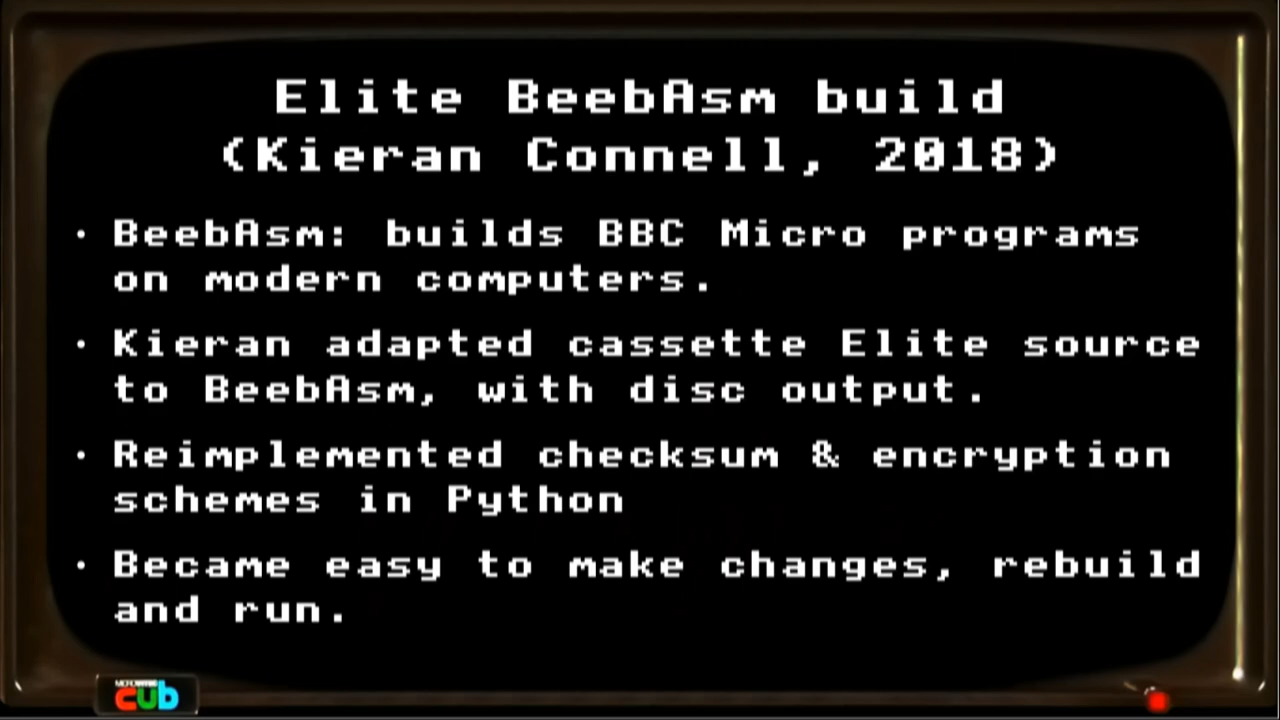 Elite BeebAsm build
(Kieran Connell, 2018)
· BeebAsm: builds BBC Micro programs
on modern computers.
· Kieran adapted cassette Elite source
to BeebAsm, with disc output.
· Reimplemented checksum & encryption
schemes in Python
· Became easy to make changes, rebuild
and run.
MICROVITEC
cub